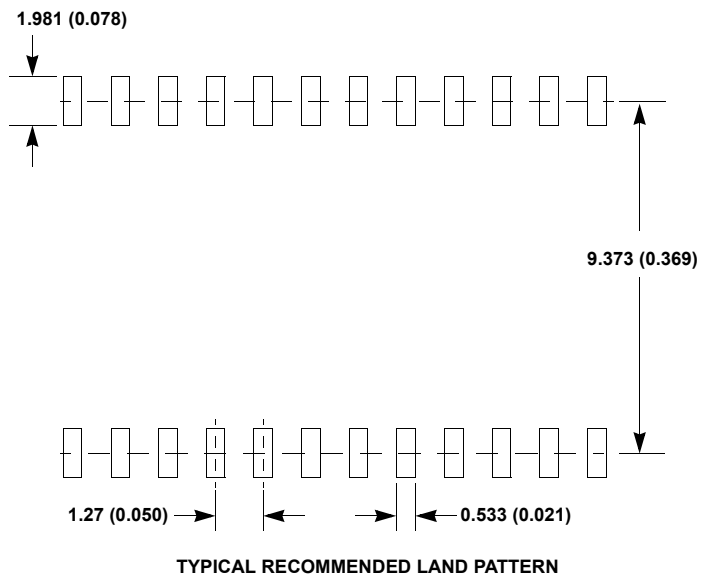 1.981 (0.078)
9.373 (0.369)
1.27 (0.050)
0.533 (0.021)
TYPICAL RECOMMENDED LAND PATTERN